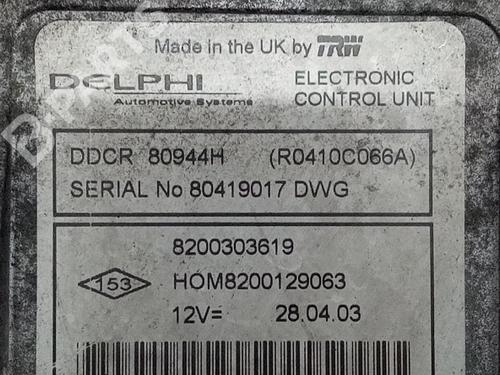 Made in the UK by TRW
DELPHI
Automotive Systems
ELECTRONIC
CONTROL UNIT
DDCR 80944H (R0410C066A)
SERIAL No 80419017 DWG
8200303619
153 HOM8200129063
12V= 28.04.03
B-PARTS